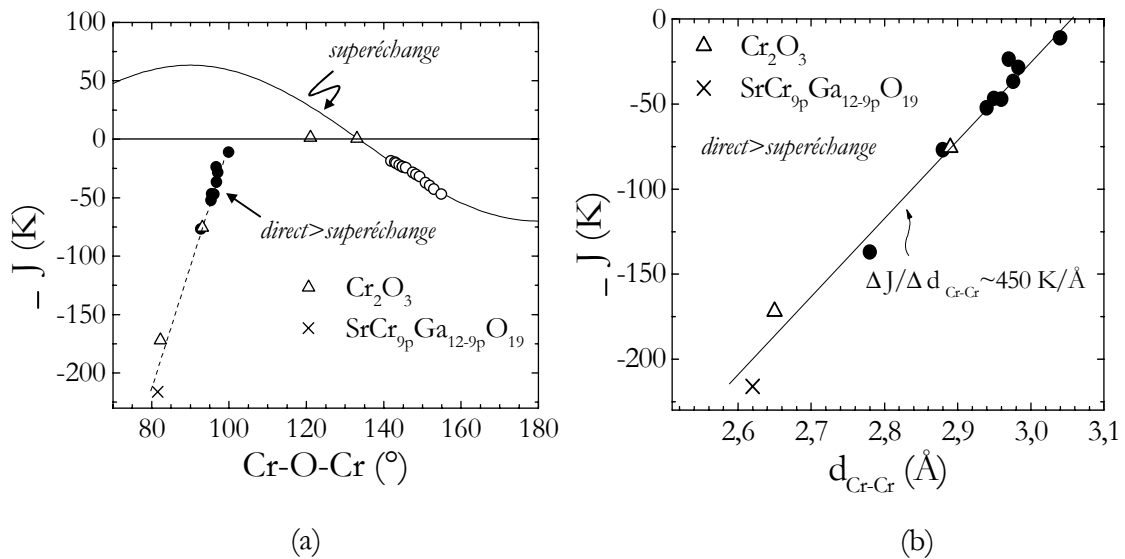 100
50
0
-50
-100
-150
-200
80 100 120 140 160 180
– J (K)
Cr-O-Cr (°)
superéchange
direct>superéchange
Cr2O3
SrCr9pGa12-9pO19
(a)
0
-50
-100
-150
-200
2,6 2,7 2,8 2,9 3,0 3,1
– J (K)
dCr-Cr (Å)
Cr2O3
SrCr9pGa12-9pO19
direct>superéchange
ΔJ/Δ d Cr-Cr~450 K/Å
(b)